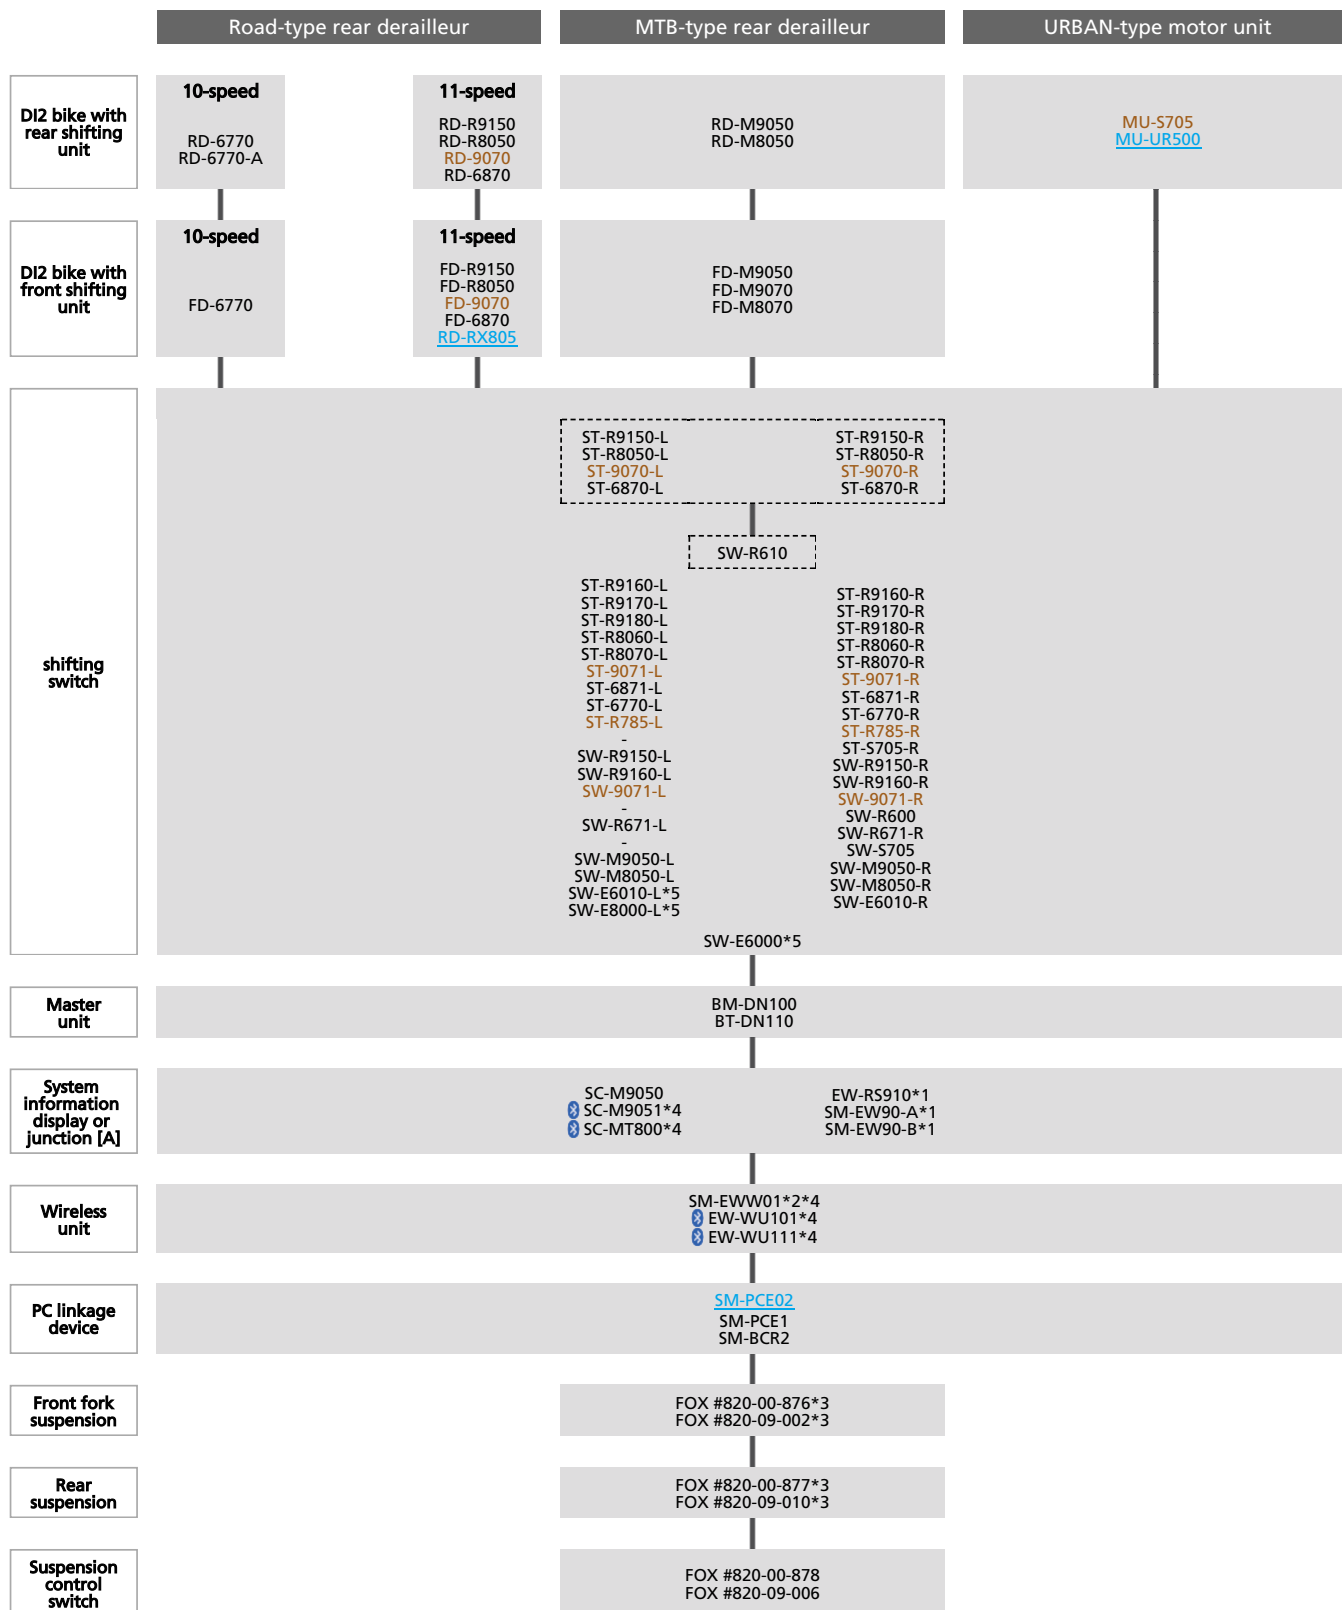 Road-type rear derailleur
MTB-type rear derailleur
URBAN-type motor unit
DI2 bike with
rear shifting
unit
10-speed
RD-6770
RD-6770-A
11-speed
RD-R9150
RD-R8050
RD-9070
RD-6870
RD-M9050
RD-M8050
MU-S705
MU-UR500
DI2 bike with
front shifting
unit
10-speed
FD-6770
11-speed
FD-R9150
FD-R8050
FD-9070
FD-6870
RD-RX805
FD-M9050
FD-M9070
FD-M8070
shifting
switch
ST-R9150-L
ST-R8050-L
ST-9070-L
ST-6870-L
ST-R9150-R
ST-R8050-R
ST-9070-R
ST-6870-R
SW-R610
ST-R9160-L
ST-R9170-L
ST-R9180-L
ST-R8060-L
ST-R8070-L
ST-9071-L
ST-6871-L
ST-6770-L
ST-R785-L
-
SW-R9150-L
SW-R9160-L
SW-9071-L
-
SW-R671-L
-
SW-M9050-L
SW-M8050-L
SW-E6010-L*5
SW-E8000-L*5
ST-R9160-R
ST-R9170-R
ST-R9180-R
ST-R8060-R
ST-R8070-R
ST-9071-R
ST-6871-R
ST-6770-R
ST-R785-R
ST-S705-R
SW-R9150-R
SW-R9160-R
SW-9071-R
SW-R600
SW-R671-R
SW-S705
SW-M9050-R
SW-M8050-R
SW-E6010-R
SW-E6000*5
Master
unit
BM-DN100
BT-DN110
System
information
display or
junction [A]
SC-M9050
SC-M9051*4
SC-MT800*4
EW-RS910*1
SM-EW90-A*1
SM-EW90-B*1
Wireless
unit
SM-EWW01*2*4
EW-WU101*4
EW-WU111*4
PC linkage
device
SM-PCE02
SM-PCE1
SM-BCR2
Front fork
suspension
FOX #820-00-876*3
FOX #820-09-002*3
Rear
suspension
FOX #820-00-877*3
FOX #820-09-010*3
Suspension
control
switch
FOX #820-00-878
FOX #820-09-006